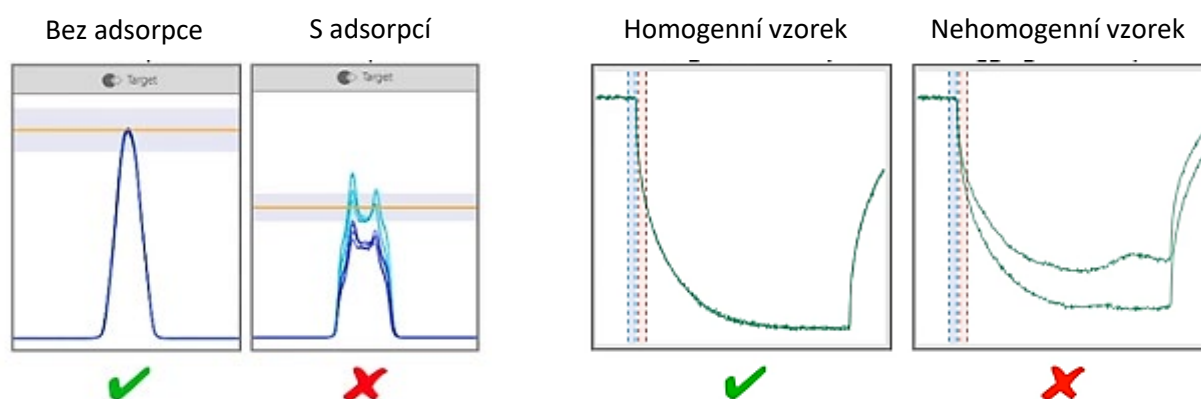 Bez adsorpce
S adsorpcí
Homogenní vzorek
Nehomogenní vzorek
Target
Target